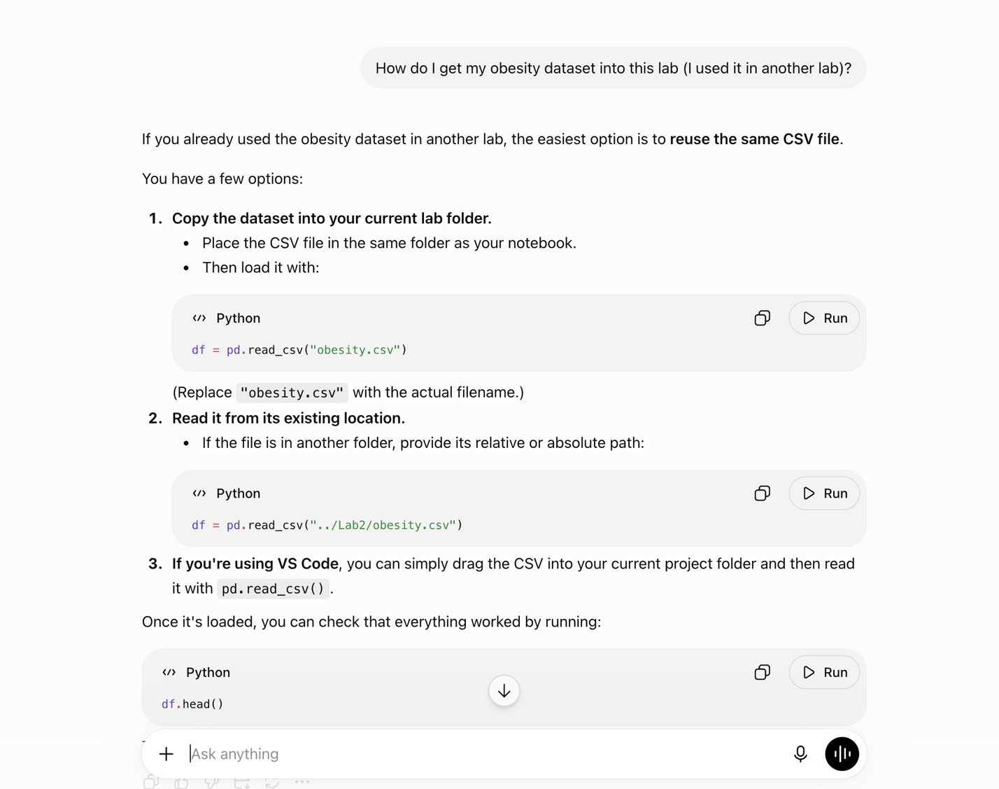 How do I get my obesity dataset into this lab (I used it in another lab)?
If you already used the obesity dataset in another lab, the easiest option is to reuse the same CSV file.
You have a few options:
1. Copy the dataset into your current lab folder.
• Place the CSV file in the same folder as your notebook.
• Then load it with:
Python Run
df = pd.read_csv("obesity.csv")
(Replace "obesity.csv" with the actual filename.)
2. Read it from its existing location.
• If the file is in another folder, provide its relative or absolute path:
Python Run
df = pd.read_csv("../Lab2/obesity.csv")
3. If you're using VS Code, you can simply drag the CSV into your current project folder and then read
it with pd.read_csv().
Once it's loaded, you can check that everything worked by running:
Python Run
df.head()
Ask anything